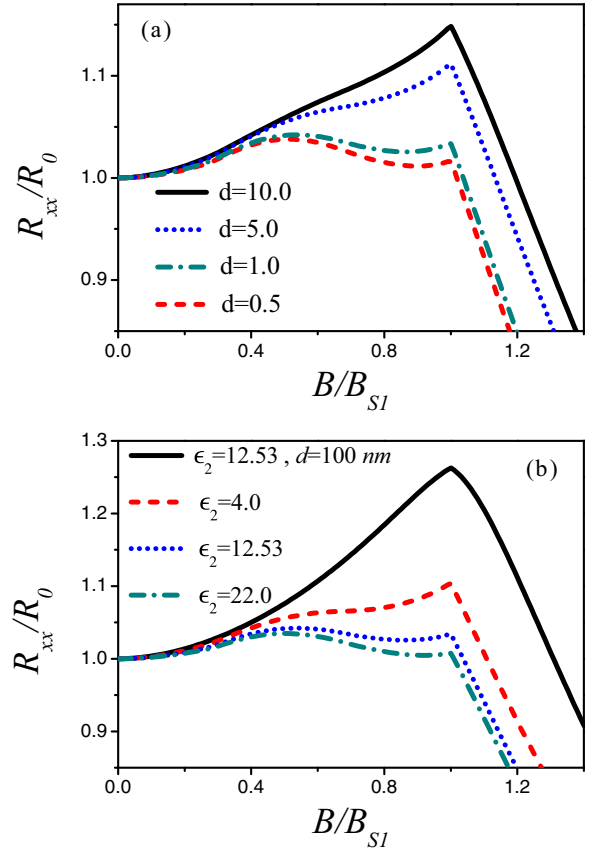 (a)
1.1
1.0
0.9
R_xx/R_0
d=10.0
d=5.0
d=1.0
d=0.5
0.0 0.4 0.8 1.2
B/B_S1
1.3
1.2
1.1
1.0
0.9
R_xx/R_0
ϵ_2=12.53 , d=100 nm
(b)
ϵ_2=4.0
ϵ_2=12.53
ϵ_2=22.0
0.0 0.4 0.8 1.2
B/B_S1